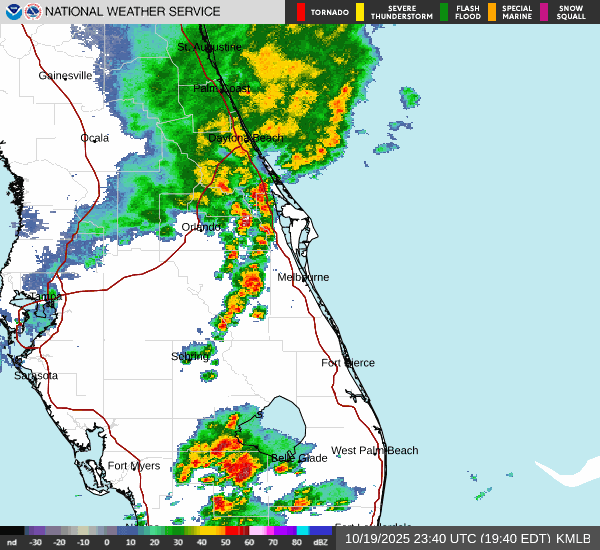 NATIONAL WEATHER SERVICE
TORNADO
SEVERE THUNDERSTORM
FLASH FLOOD
SPECIAL MARINE
SNOW SQUALL
St. Augustine
Gainesville
Palm Coast
Ocala
Daytona Beach
Orlando
Melbourne
Tampa
Sebring
Fort Pierce
Sarasota
West Palm Beach
Belle Glade
Fort Myers
Fort Lauderdale
nd -30 -20 -10 0 10 20 30 40 50 60 70 80 dBZ
10/19/2025 23:40 UTC (19:40 EDT) KMLB